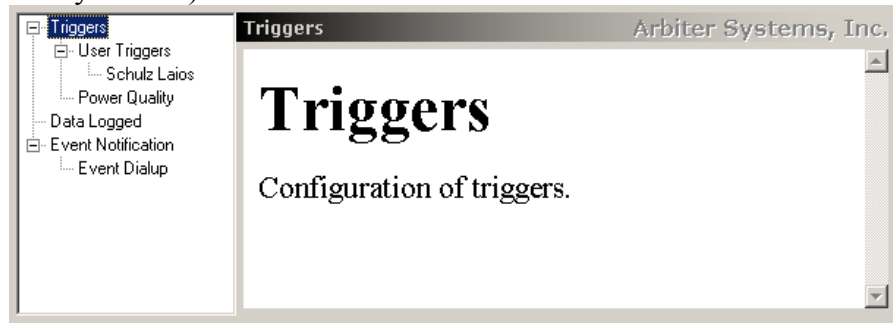 Triggers
User Triggers
Schulz Laios
Power Quality
Data Logged
Event Notification
Event Dialup
Triggers Arbiter Systems, Inc.
Triggers
Configuration of triggers.